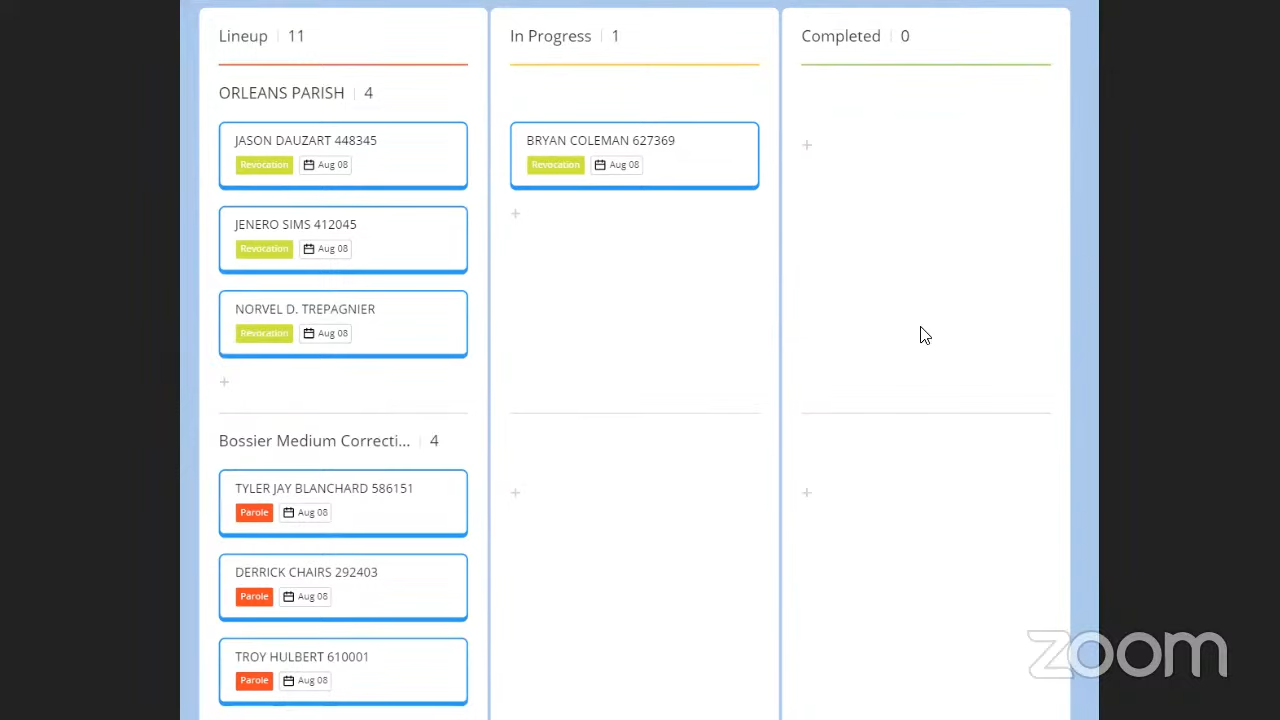 Lineup 11
In Progress 1
Completed 0
ORLEANS PARISH 4
JASON DAUZART 448345
Revocation Aug 08
BRYAN COLEMAN 627369
Revocation Aug 08
JENERO SIMS 412045
Revocation Aug 08
NORVEL D. TREPAGNIER
Revocation Aug 08
Bossier Medium Correcti... 4
TYLER JAY BLANCHARD 586151
Parole Aug 08
DERRICK CHAIRS 292403
Parole Aug 08
TROY HULBERT 610001
Parole Aug 08
zoom